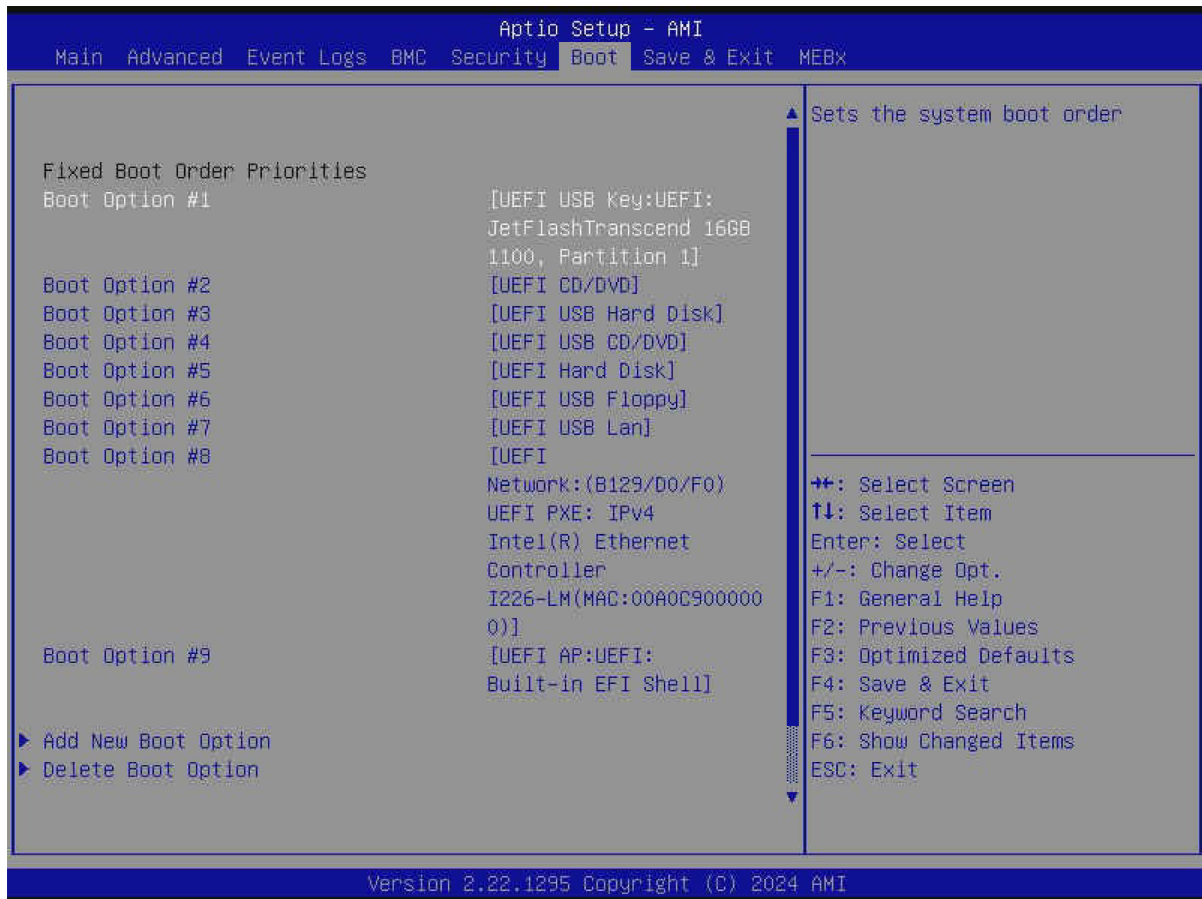 Aptio Setup – AMI
Main Advanced Event Logs BMC Security Boot Save & Exit MEBx
Fixed Boot Order Priorities
Boot Option #1 [UEFI USB Key:UEFI:
JetFlashTranscend 16GB
1100, Partition 1]
Boot Option #2 [UEFI CD/DVD]
Boot Option #3 [UEFI USB Hard Disk]
Boot Option #4 [UEFI USB CD/DVD]
Boot Option #5 [UEFI Hard Disk]
Boot Option #6 [UEFI USB Floppy]
Boot Option #7 [UEFI USB Lan]
Boot Option #8 [UEFI
Network:(B129/D0/F0)
UEFI PXE: IPv4
Intel(R) Ethernet
Controller
I226-LM(MAC:00A0C900000
0)]
Boot Option #9 [UEFI AP:UEFI:
Built-in EFI Shell]
Add New Boot Option
Delete Boot Option
Sets the system boot order
→←: Select Screen
↑↓: Select Item
Enter: Select
+/-: Change Opt.
F1: General Help
F2: Previous Values
F3: Optimized Defaults
F4: Save & Exit
F5: Keyword Search
F6: Show Changed Items
ESC: Exit
Version 2.22.1295 Copyright (C) 2024 AMI